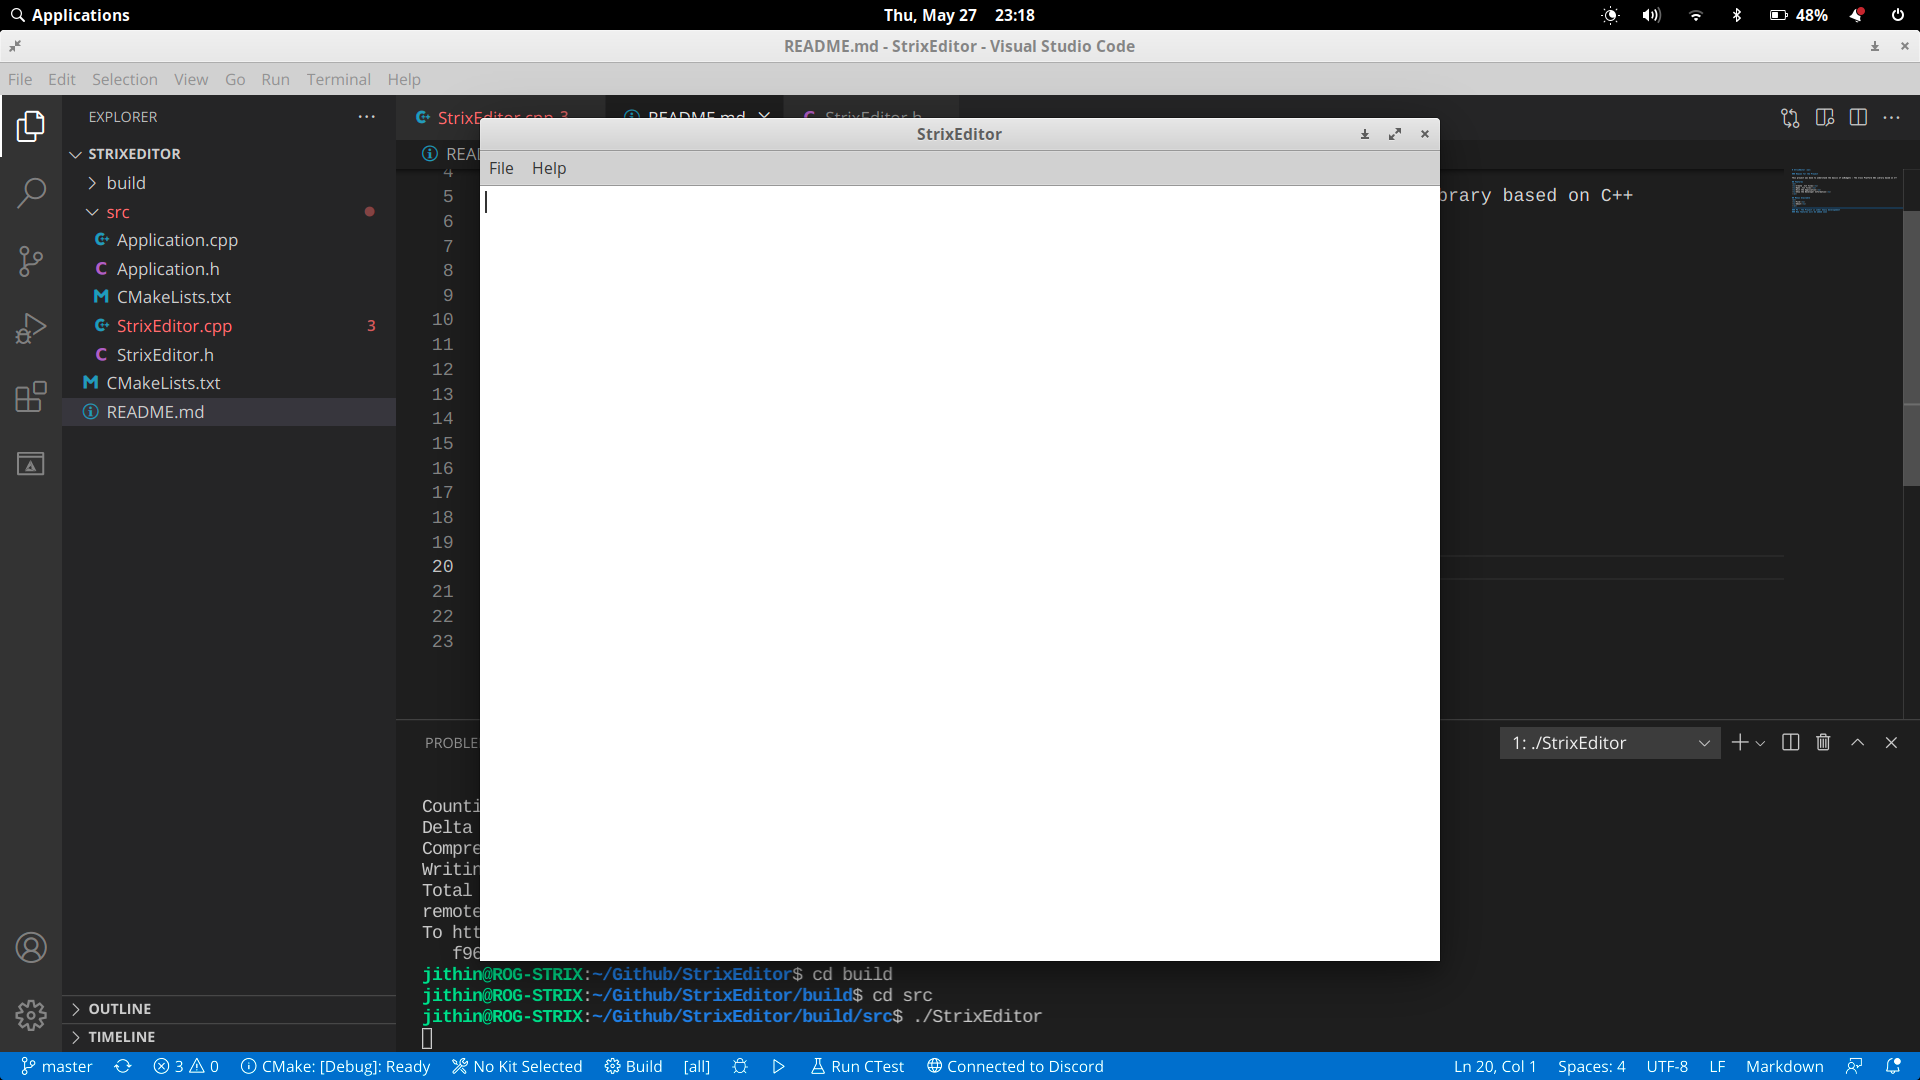 Applications
Thu, May 27 23:18
48%
README.md - StrixEditor - Visual Studio Code
File Edit Selection View Go Run Terminal Help
EXPLORER
STRIXEDITOR
build
src
Application.cpp
Application.h
CMakeLists.txt
StrixEditor.cpp 3
StrixEditor.h
CMakeLists.txt
README.md
OUTLINE
TIMELINE
StrixEditor.cpp 3
README.md
StrixEditor.h
READ
4
5
6
7
8
9
10
11
12
13
14
15
16
17
18
19
20
21
22
23
brary based on C++
StrixEditor
File Help
PROBLE
1: ./StrixEditor
Counti
Delta
Compre
Writin
Total
remote
To htt
f96
jithin@ROG-STRIX:~/Github/StrixEditor$ cd build
jithin@ROG-STRIX:~/Github/StrixEditor/build$ cd src
jithin@ROG-STRIX:~/Github/StrixEditor/build/src$ ./StrixEditor
master
3 0
CMake: [Debug]: Ready
No Kit Selected
Build
[all]
Run CTest
Connected to Discord
Ln 20, Col 1
Spaces: 4
UTF-8
LF
Markdown